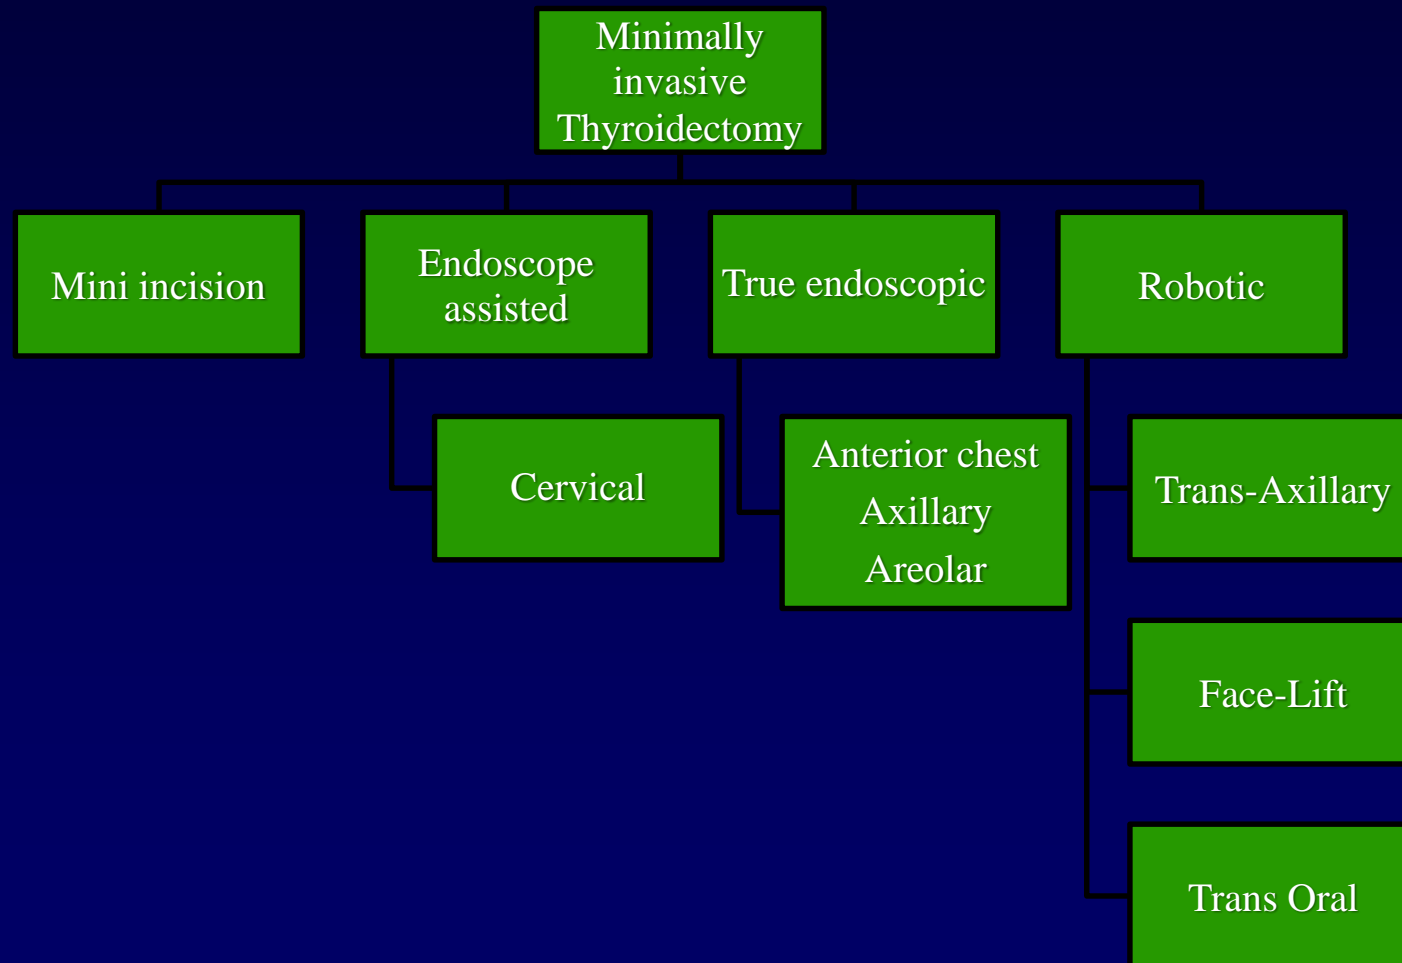 Minimally
invasive
Thyroidectomy
Mini incision
Endoscope
assisted
True endoscopic
Robotic
Cervical
Anterior chest
Axillary
Areolar
Trans-Axillary
Face-Lift
Trans Oral